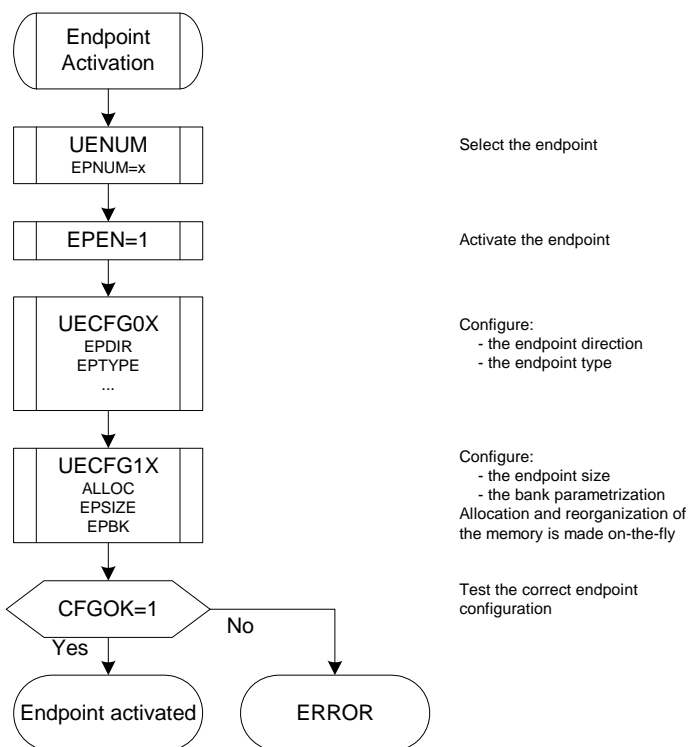 Endpoint
Activation
UENUM
EPNUM=x
Select the endpoint
EPEN=1
Activate the endpoint
UECFG0X
EPDIR
EPTYPE
...
Configure:
- the endpoint direction
- the endpoint type
UECFG1X
ALLOC
EPSIZE
EPBK
Configure:
- the endpoint size
- the bank parametrization
Allocation and reorganization of
the memory is made on-the-fly
CFGOK=1
Test the correct endpoint
configuration
No
Yes
Endpoint activated
ERROR